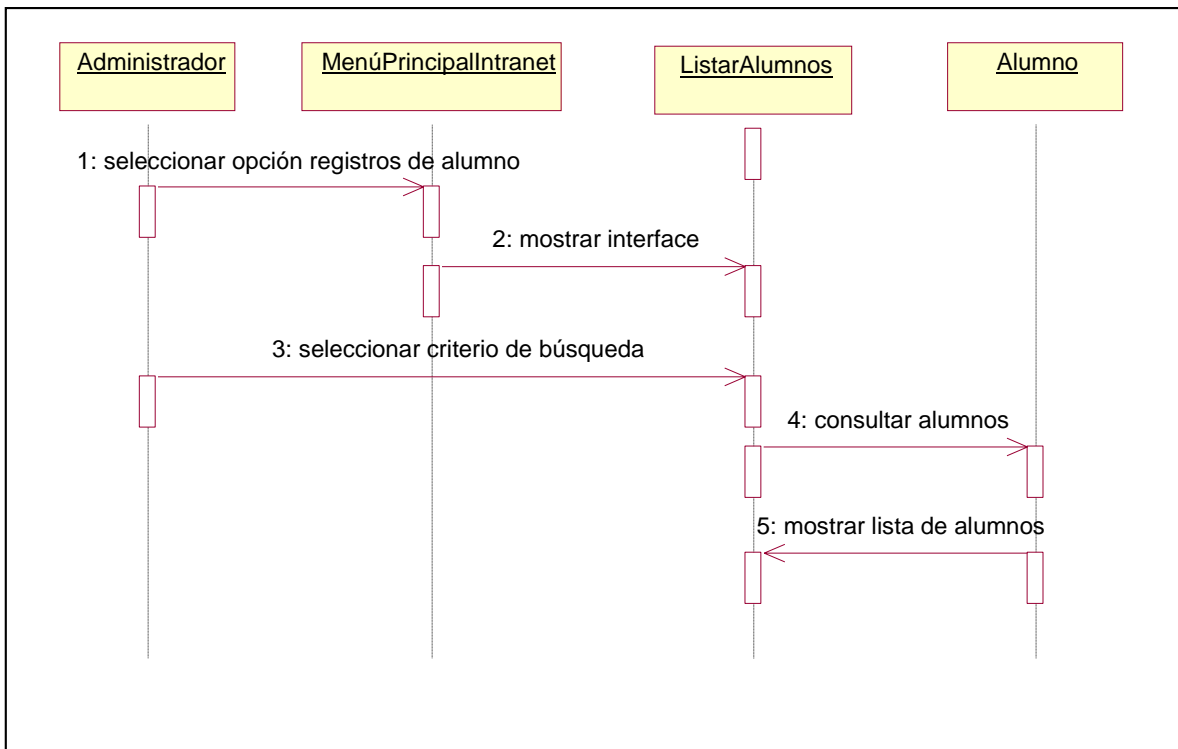 Administrador
MenúPrincipalIntranet
ListarAlumnos
Alumno
1: seleccionar opción registros de alumno
2: mostrar interface
3: seleccionar criterio de búsqueda
4: consultar alumnos
5: mostrar lista de alumnos